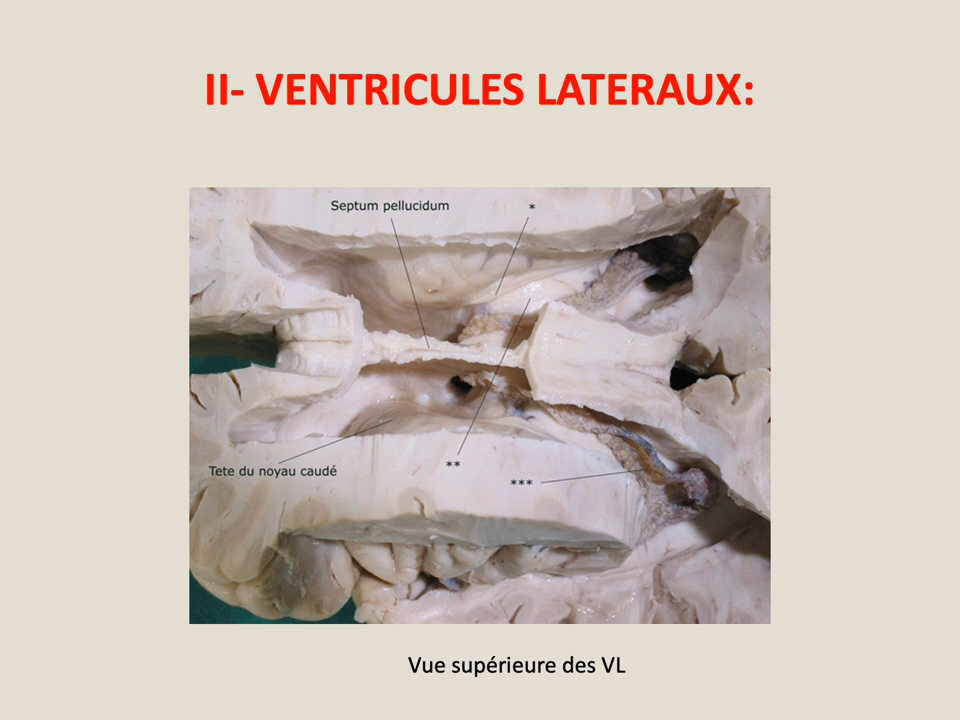 II- VENTRICULES LATERAUX:
Septum pellucidum
*
Tete du noyau caudé
**
***
Vue supérieure des VL